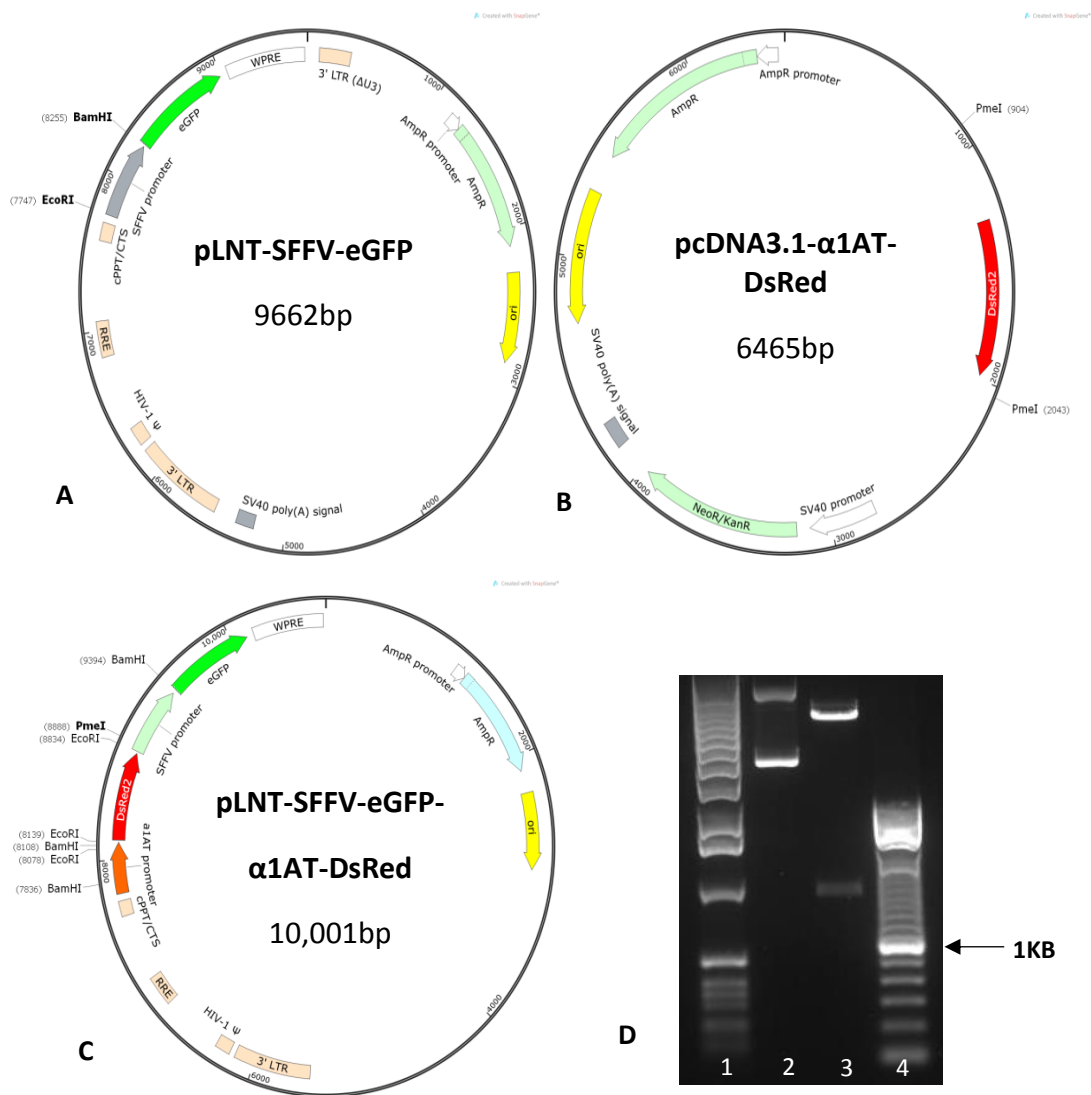 Created with SnapGene®
Created with SnapGene®
WPRE
3' LTR (ΔU3)
9000
1000
eGFP
(8255) BamHI
AmpR promoter
AmpR
8000
SFFV promoter
2000
(7747) EcoRI
cPPT/CTS
pLNT-SFFV-eGFP
9662bp
ori
RRE
7000
3000
HIV-1 Ψ
3' LTR
6000
SV40 poly(A) signal
4000
5000
A
AmpR promoter
6000
AmpR
PmeI (904)
1000
pcDNA3.1-α1AT-
DsRed
6465bp
ori
5000
DsRed2
2000
PmeI (2043)
SV40 poly(A) signal
4000
NeoR/KanR
SV40 promoter
3000
B
Created with SnapGene®
WPRE
10,000
eGFP
(9394) BamHI
AmpR promoter
AmpR
(8888) PmeI
(8834) EcoRI
SFFV promoter
2000
DsRed2
pLNT-SFFV-eGFP-
α1AT-DsRed
10,001bp
ori
(8139) EcoRI
(8108) BamHI
(8078) EcoRI
8000
a1AT promoter
(7836) BamHI
cPPT/CTS
RRE
4000
HIV-1 Ψ
3' LTR
6000
C
1KB
D
1 2 3 4